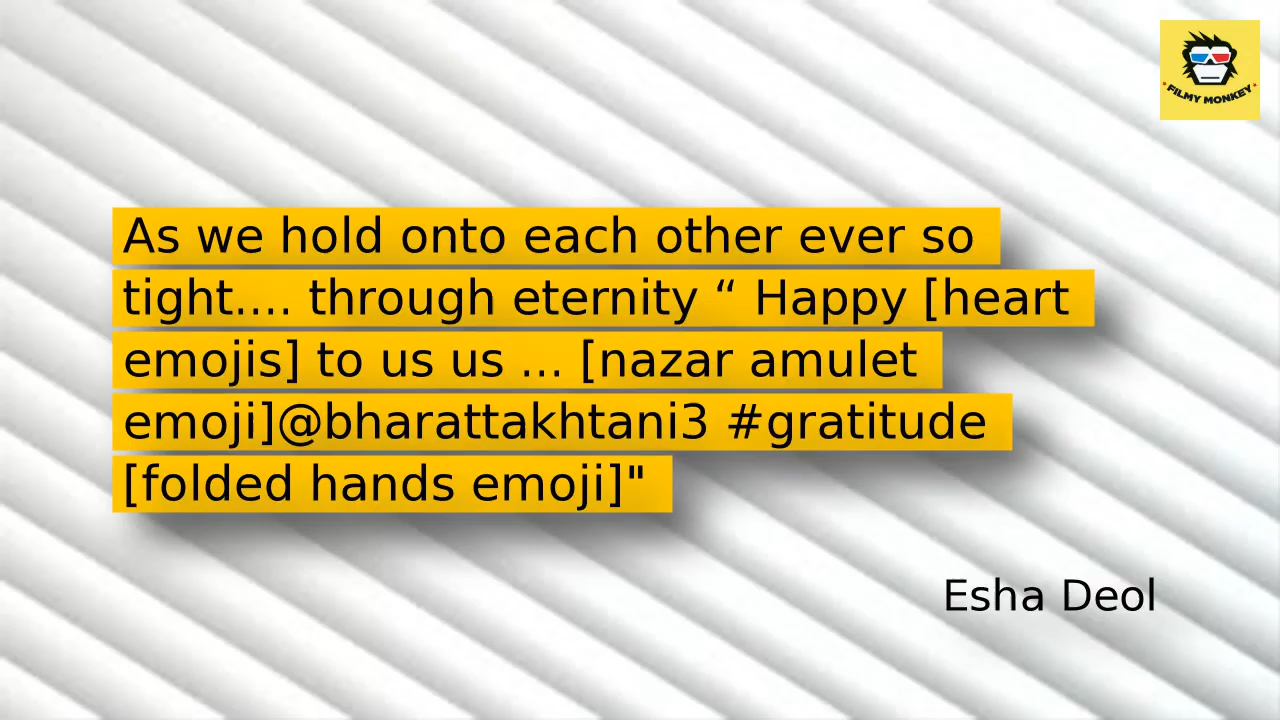 FILMY MONKEY
As we hold onto each other ever so
tight.... through eternity “ Happy [heart
emojis] to us us ... [nazar amulet
emoji]@bharattakhtani3 #gratitude
[folded hands emoji]"
Esha Deol